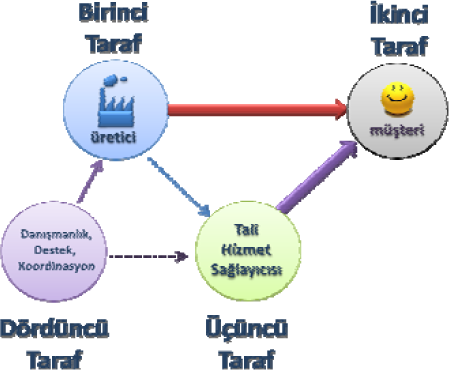 Birinci
Taraf
İkinci
Taraf
üretici
müşteri
Danışmanlık,
Destek,
Koordinasyon
Tali
Hizmet
Sağlayıcısı
Dördüncü
Taraf
Üçüncü
Taraf